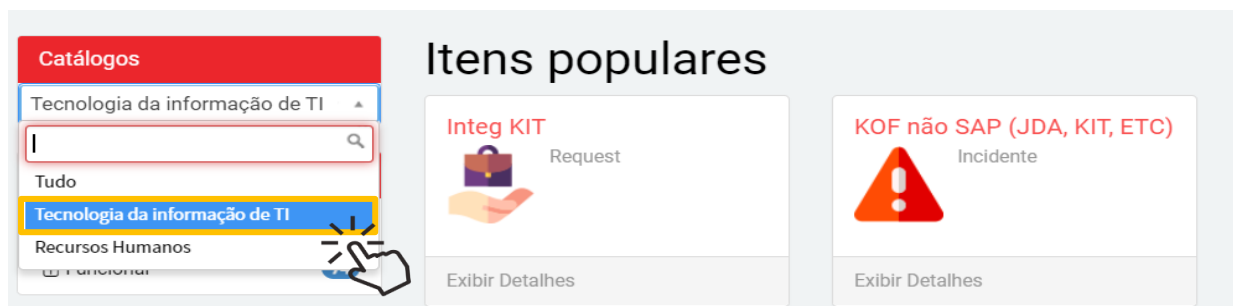 Catálogos
Tecnologia da informação de TI
Tudo
Tecnologia da informação de TI
Recursos Humanos
Funcional
Itens populares
Integ KIT
Request
Exibir Detalhes
KOF não SAP (JDA, KIT, ETC)
Incidente
Exibir Detalhes